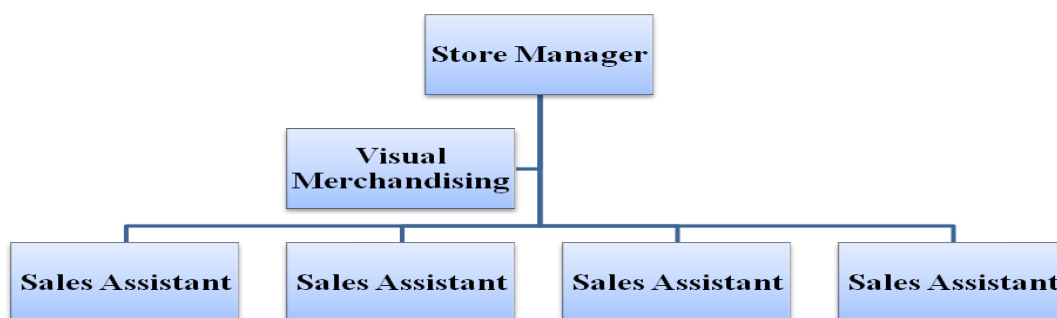 Store Manager
Visual
Merchandising
Sales Assistant
Sales Assistant
Sales Assistant
Sales Assistant